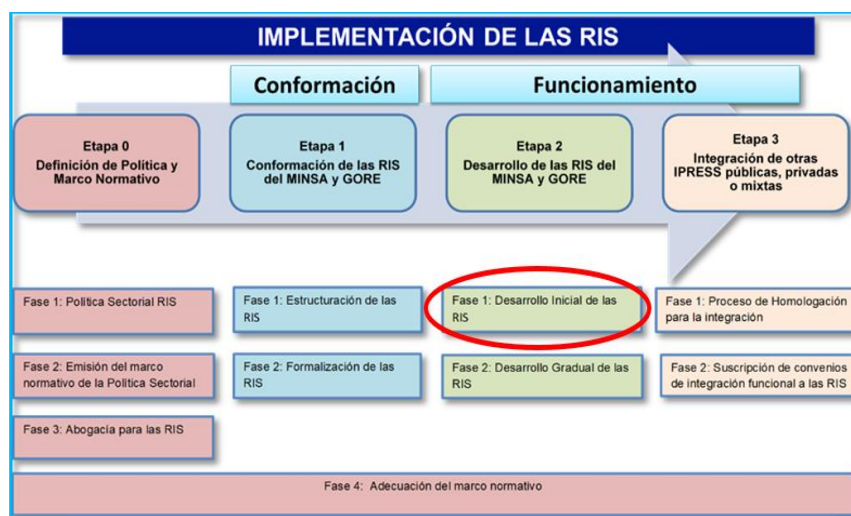 IMPLEMENTACIÓN DE LAS RIS
Conformación
Funcionamiento
Etapa 0
Definición de Política y
Marco Normativo
Etapa 1
Conformación de las RIS
del MINSA y GORE
Etapa 2
Desarrollo de las RIS del
MINSA y GORE
Etapa 3
Integración de otras
IPRESS públicas, privadas
o mixtas
Fase 1: Política Sectorial RIS
Fase 1: Estructuración de las
RIS
Fase 1: Desarrollo Inicial de las
RIS
Fase 1: Proceso de Homologación
para la integración
Fase 2: Emisión del marco
normativo de la Política Sectorial
Fase 2: Formalización de las
RIS
Fase 2: Desarrollo Gradual de las
RIS
Fase 2: Suscripción de convenios
de integración funcional a las RIS
Fase 3: Abogacía para las RIS
Fase 4: Adecuación del marco normativo